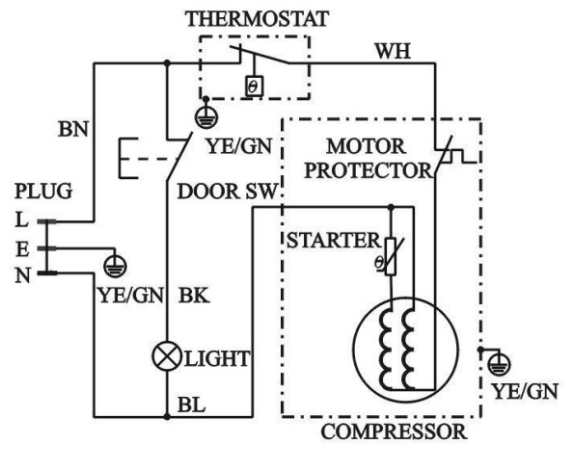 THERMOSTAT
WH
θ
BN
YE/GN
MOTOR
PROTECTOR
PLUG
DOOR SW
L
STARTER
E
θ
N
YE/GN
BK
LIGHT
YE/GN
BL
COMPRESSOR